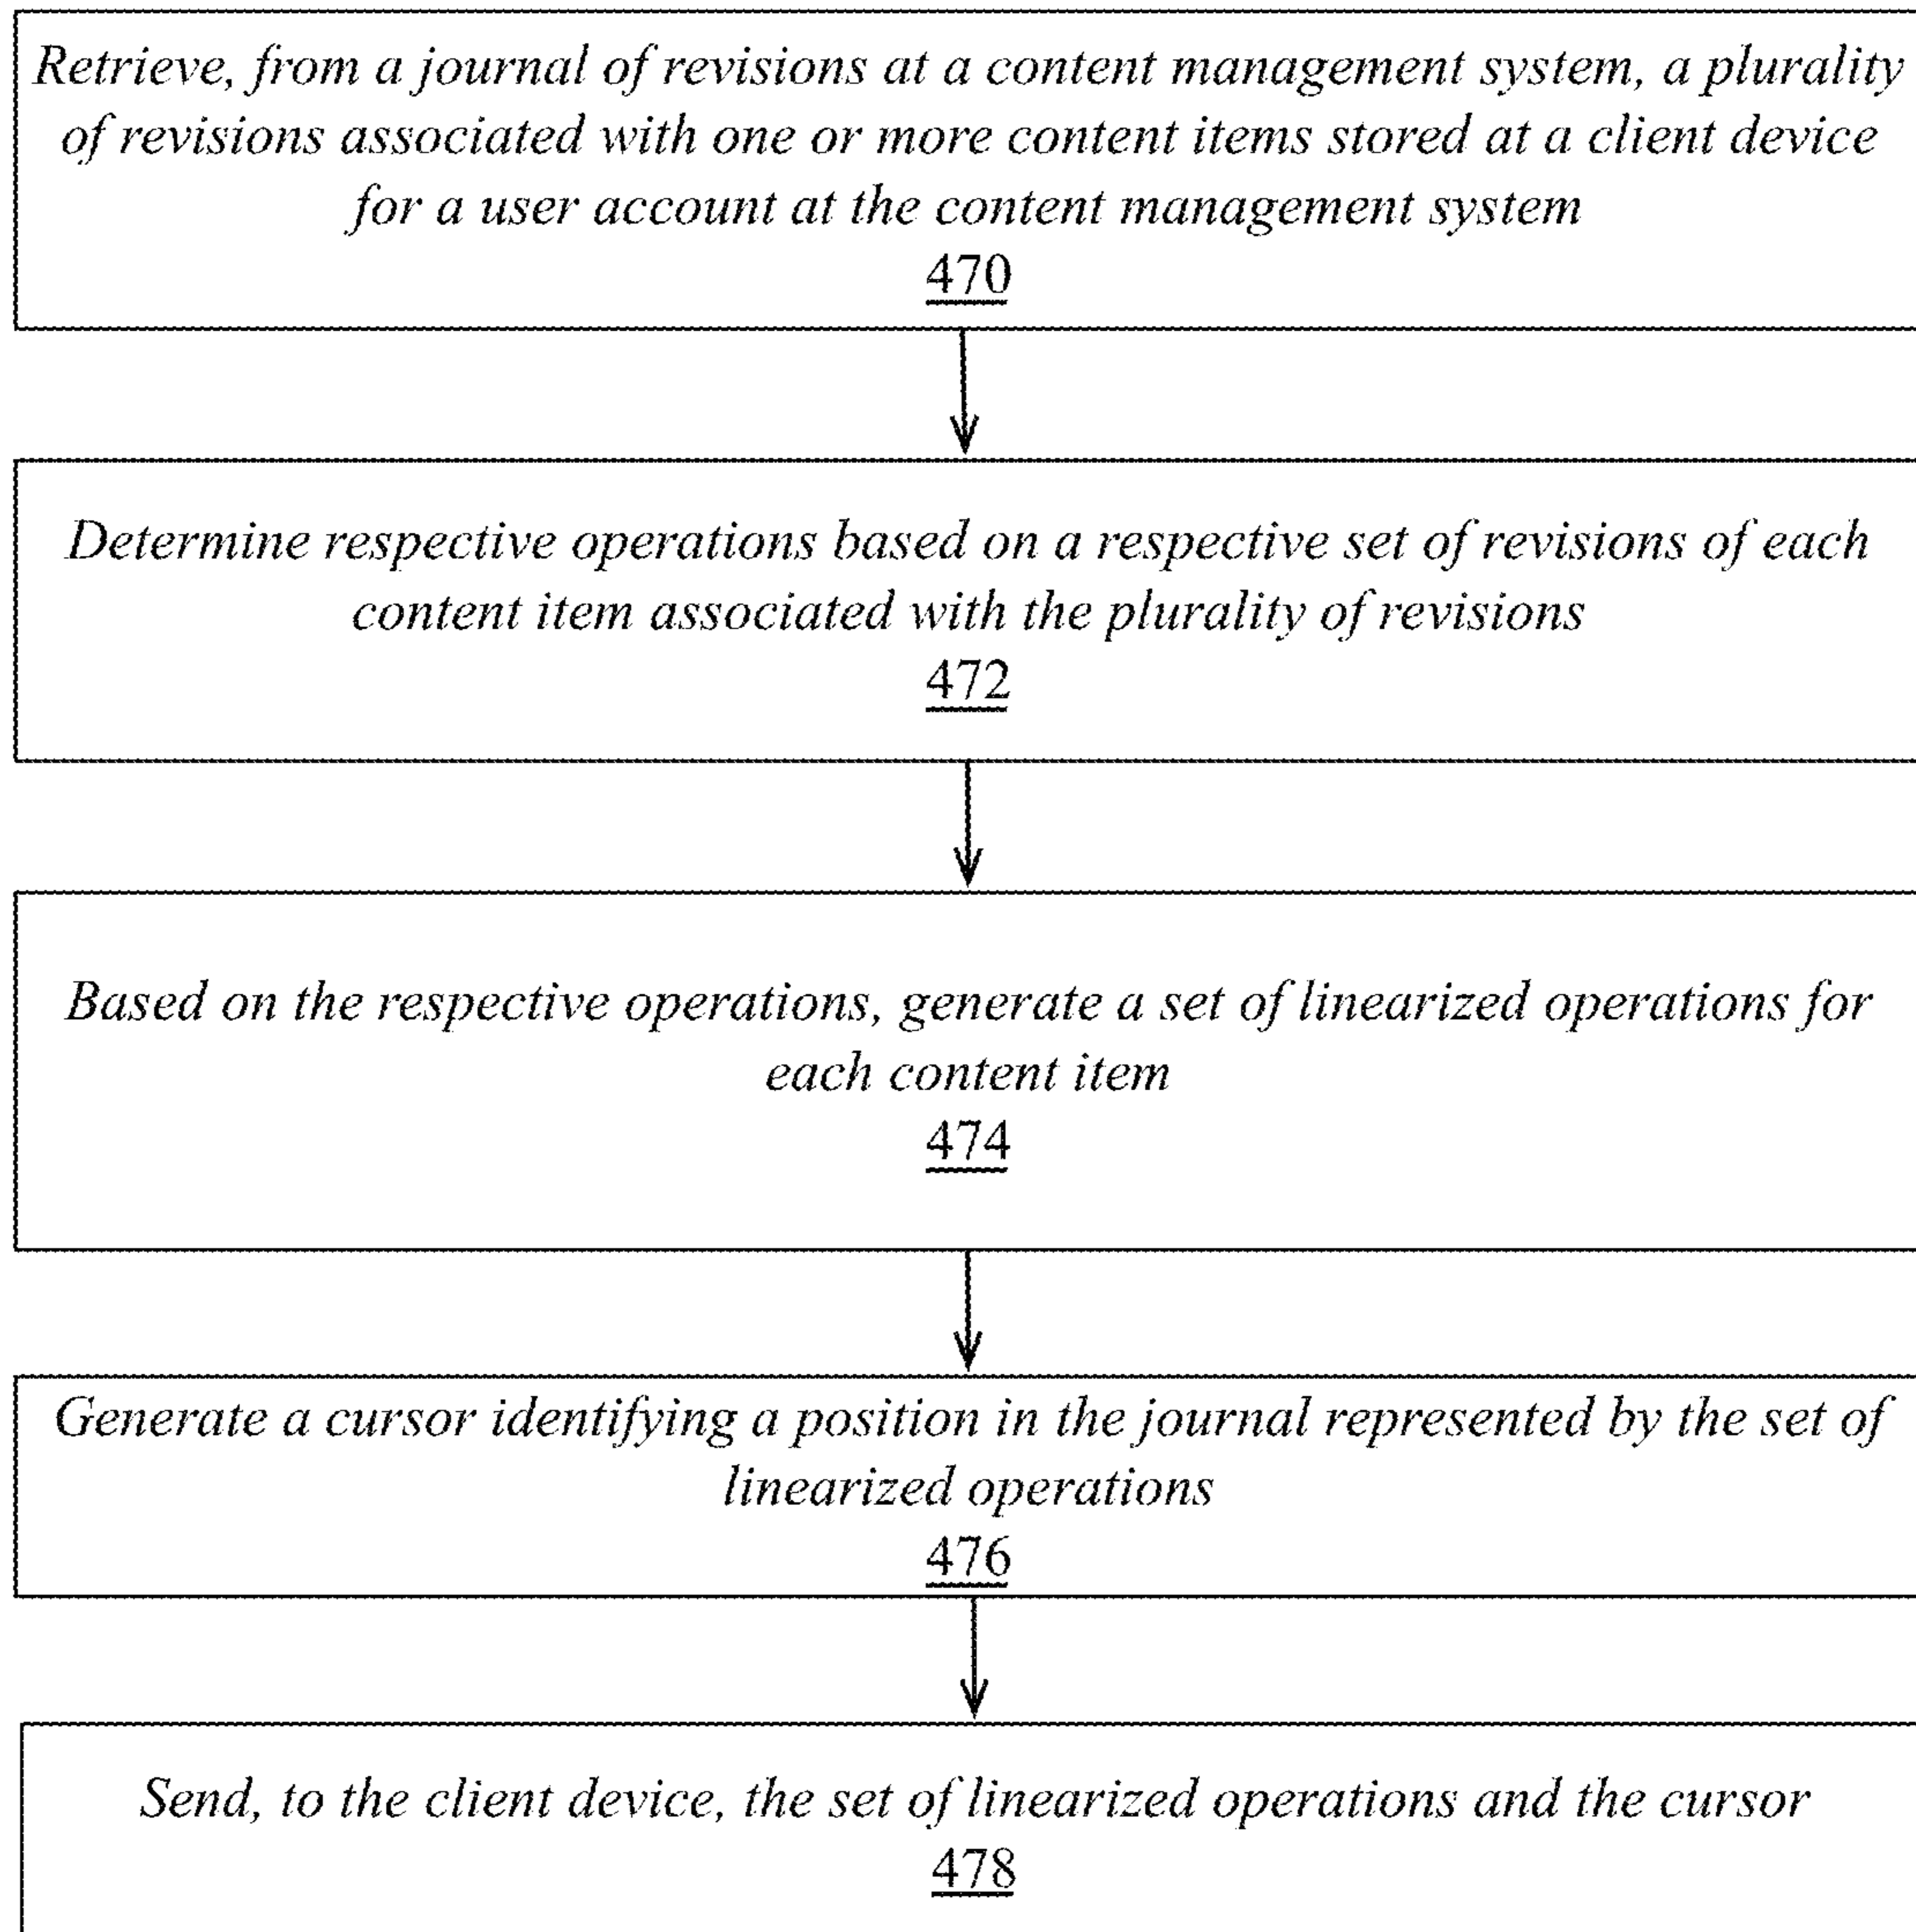 Retrieve, from a journal of revisions at a content management system, a plurality
of revisions associated with one or more content items stored at a client device
for a user account at the content management system
470
Determine respective operations based on a respective set of revisions of each
content item associated with the plurality of revisions
472
Based on the respective operations, generate a set of linearized operations for
each content item
474
Generate a cursor identifying a position in the journal represented by the set of
linearized operations
476
Send, to the client device, the set of linearized operations and the cursor
478